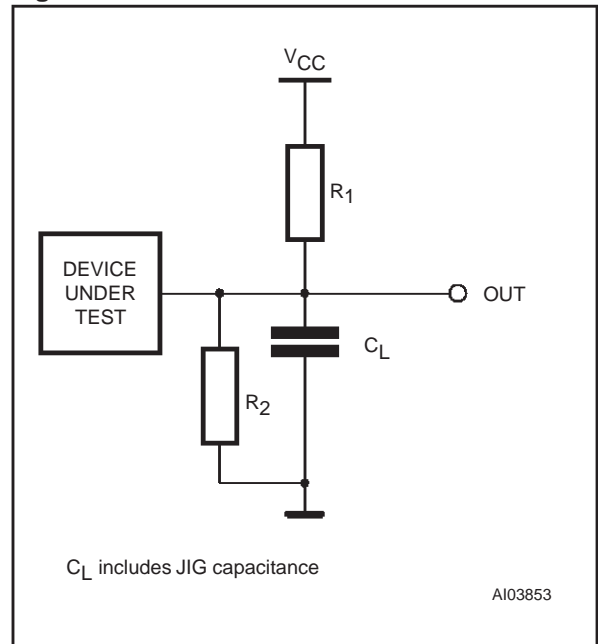 VCC
R1
DEVICE
UNDER
TEST
OUT
CL
R2
CL includes JIG capacitance
AI03853